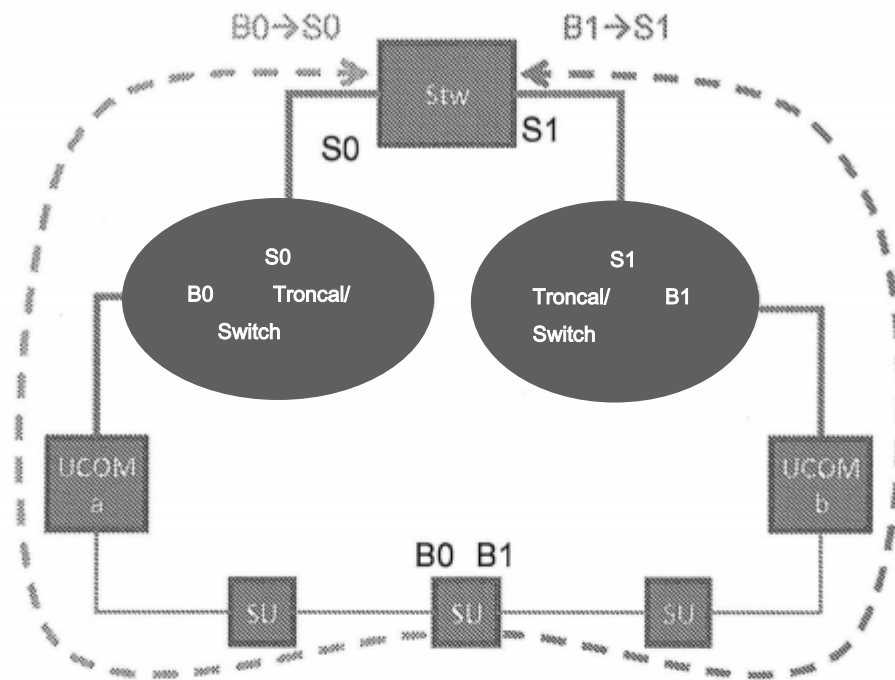 B0→S0
B1→S1
Stw
S0
S1
S0
B0 Troncal/
Switch
S1
Troncal/ B1
Switch
UCOM
a
UCOM
b
B0 B1
SU
SU
SU